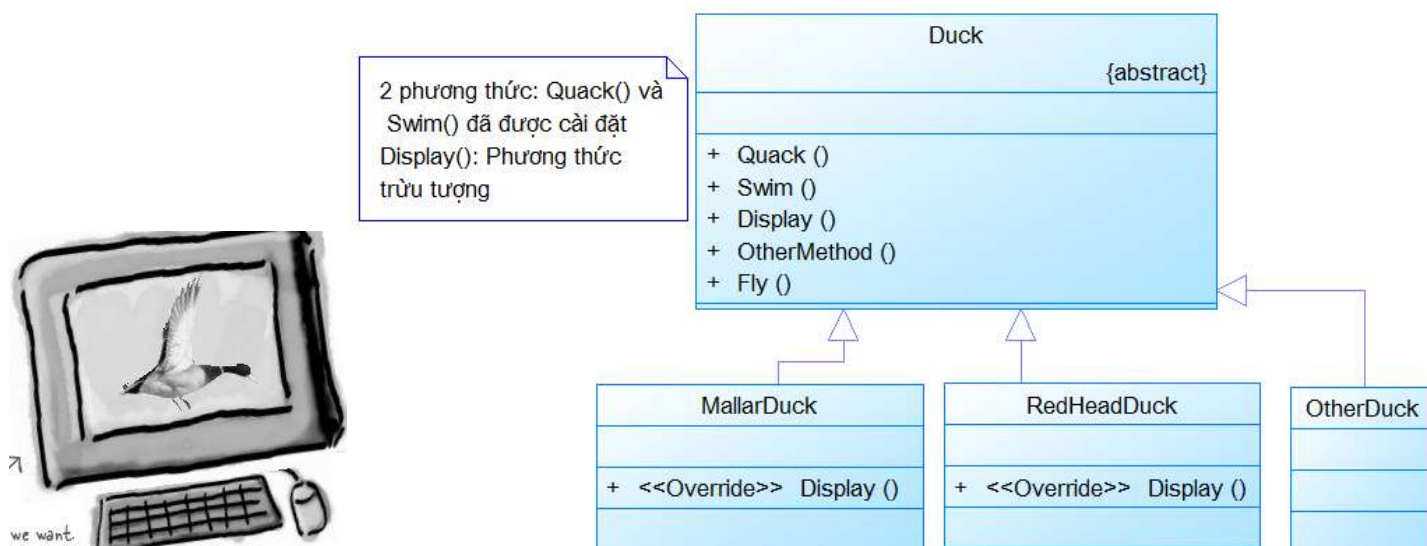 2 phương thức: Quack() và
Swim() đã được cài đặt
Display(): Phương thức
trừu tượng
Duck
{abstract}
+ Quack ()
+ Swim ()
+ Display ()
+ OtherMethod ()
+ Fly ()
MallarDuck
+ <<Override>> Display ()
RedHeadDuck
+ <<Override>> Display ()
OtherDuck
we want.